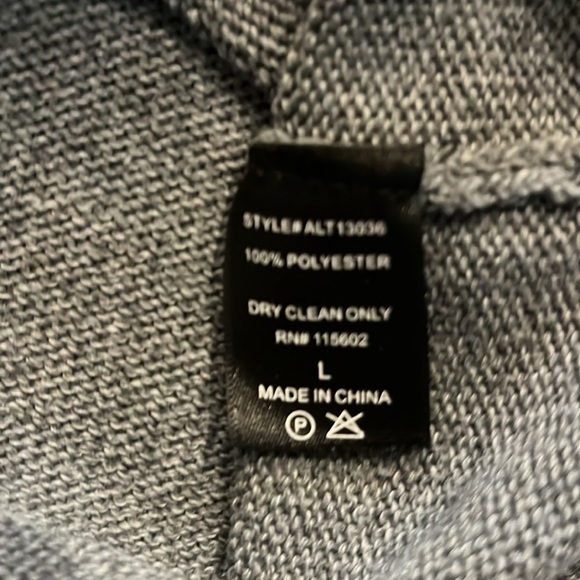 STYLE# ALT13036
100% POLYESTER
DRY CLEAN ONLY
RN# 115602
L
MADE IN CHINA
P